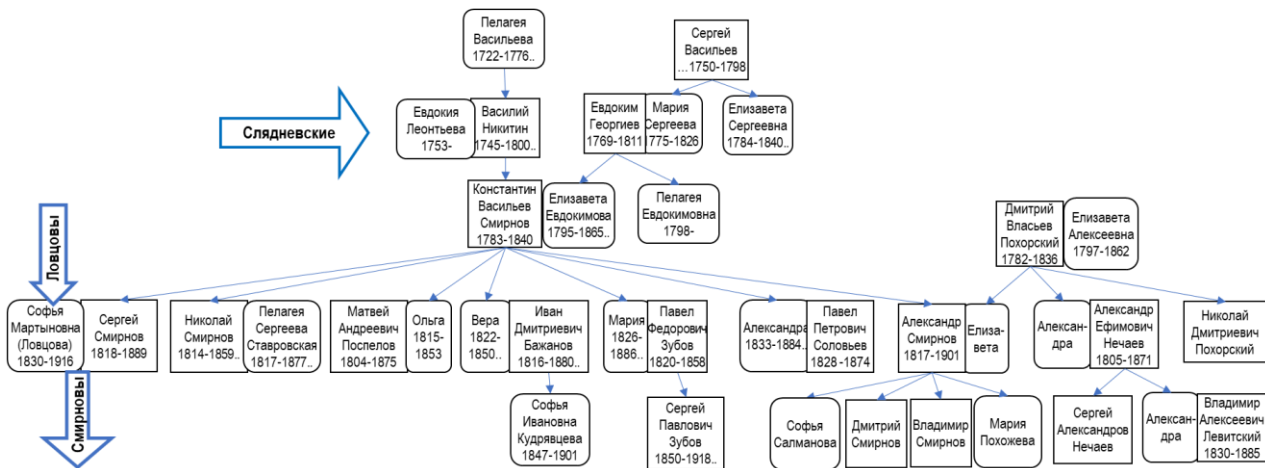 Пелагея
Васильева
1722-1776..
Сергей
Васильев
...1750-1798
Слядневские
Евдокия
Леонтьева
1753-
Василий
Никитин
1745-1800..
Евдоким
Георгиев
1769-1811
Мария
Сергеева
1775-1826
Елизавета
Сергеевна
1784-1840..
Константин
Васильев
Смирнов
1783-1840
Елизавета
Евдокимова
1795-1865..
Пелагея
Евдокимовна
1798-
Дмитрий
Власьев
Похорский
1782-1836
Елизавета
Алексеевна
1797-1862
Ловцовы
Софья
Мартыновна
(Ловцова)
1830-1916
Сергей
Смирнов
1818-1889
Николай
Смирнов
1814-1859..
Пелагея
Сергеева
Ставровская
1817-1877..
Матвей
Андреевич
Поспелов
1804-1875
Ольга
1815-
1853
Вера
1822-
1850..
Иван
Дмитриевич
Бажанов
1816-1880..
Мария
1826-
1886..
Павел
Федорович
Зубов
1820-1858
Александра
1833-1884..
Павел
Петрович
Соловьев
1828-1874
Александр
Смирнов
1817-1901
Елиза-
вета
Алексан-
дра
Александр
Ефимович
Нечаев
1805-1871
Николай
Дмитриевич
Похорский
Смирновы
Софья
Ивановна
Кудрявцева
1847-1901
Сергей
Павлович
Зубов
1850-1918..
Софья
Салманова
Дмитрий
Смирнов
Владимир
Смирнов
Мария
Похожева
Сергей
Александров
Нечаев
Алексан-
дра
Владимир
Алексеевич
Левитский
1830-1885